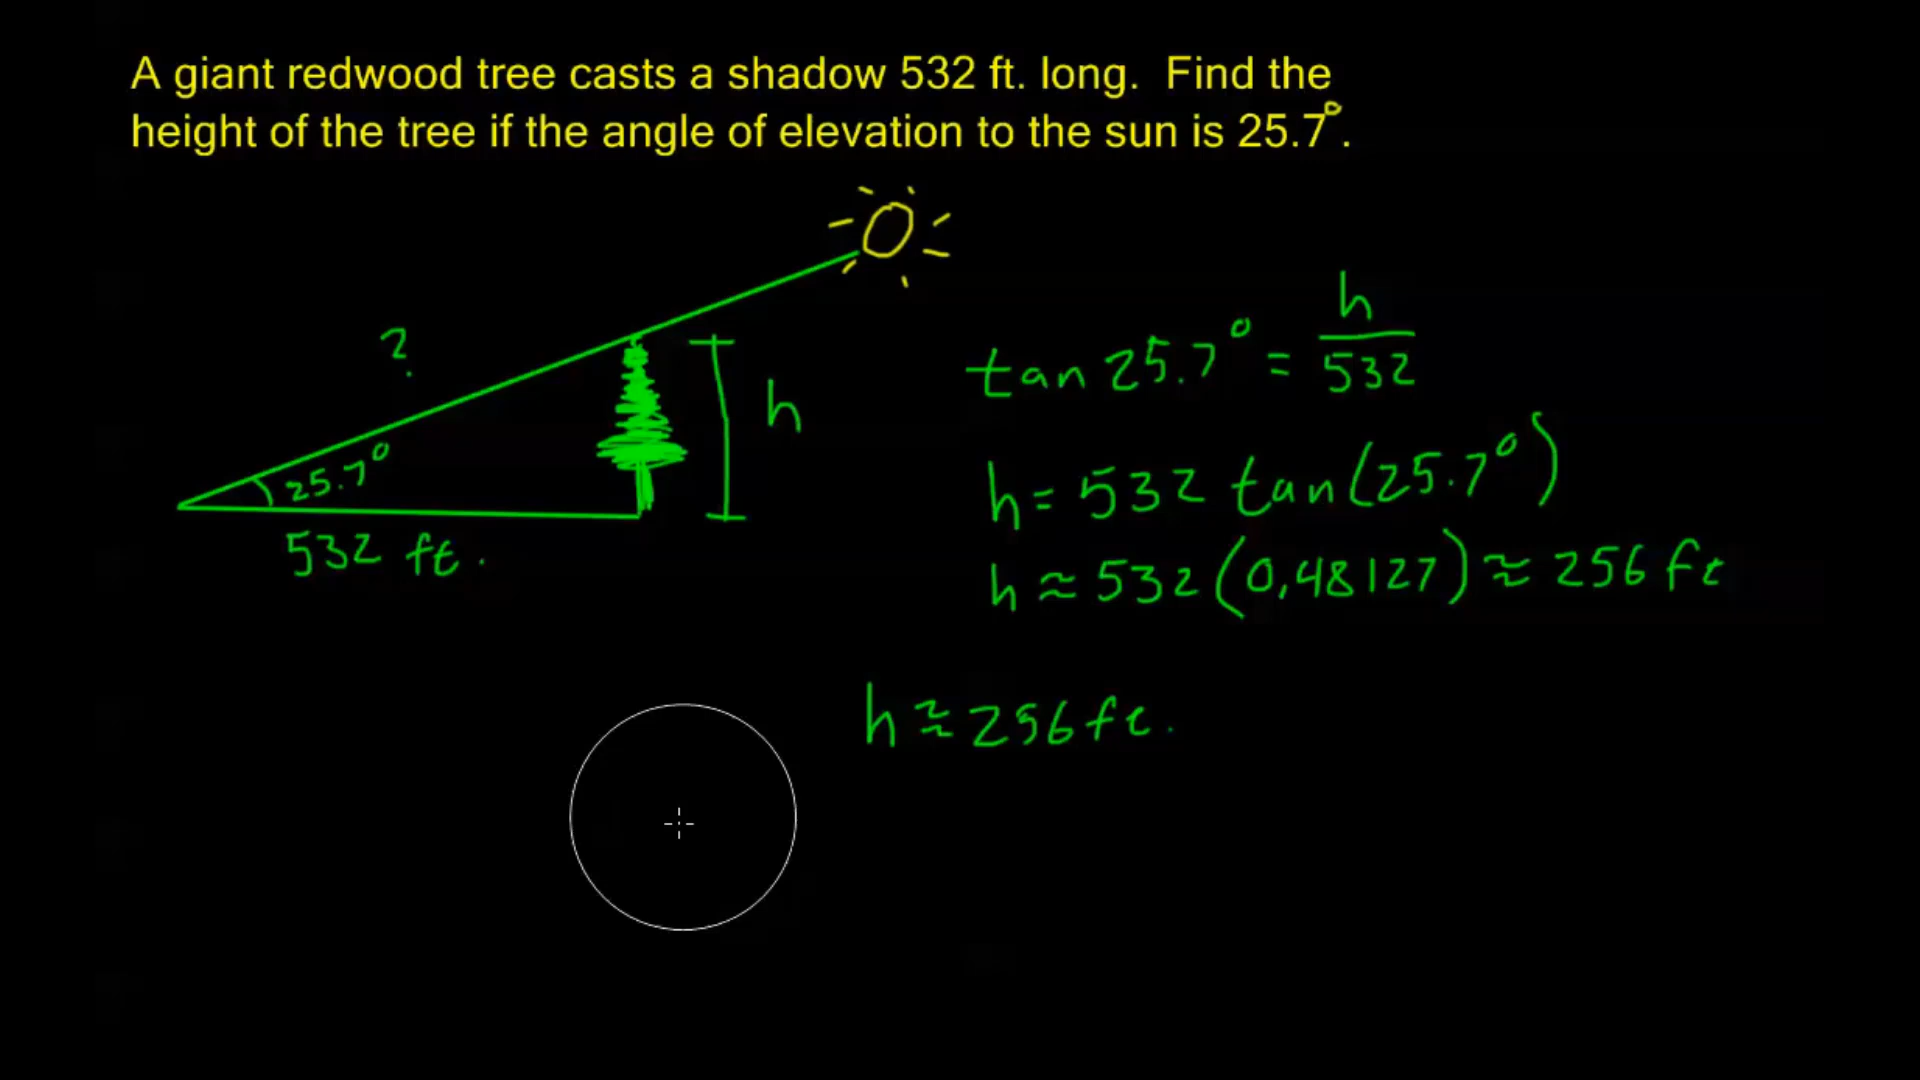 A giant redwood tree casts a shadow 532 ft. long. Find the
height of the tree if the angle of elevation to the sun is 25.7°.
?
h
25.7°
532 ft.
tan 25.7° = h/532
h = 532 tan(25.7°)
h ≈ 532(0,48127) ≈ 256 ft
h ≈ 256 ft.